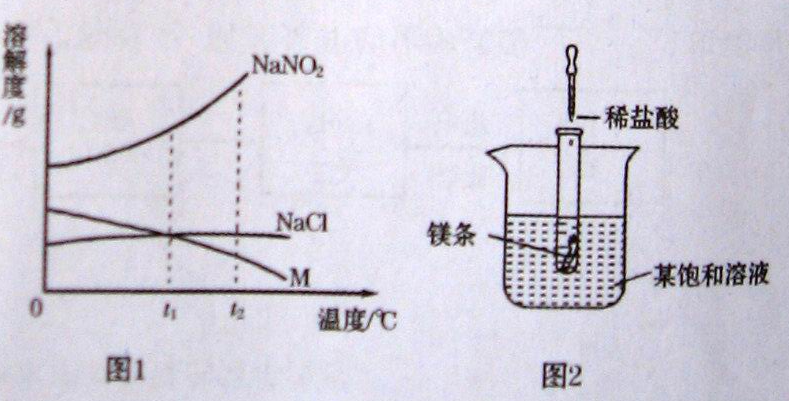 溶解度/g
NaNO₂
NaCl
M
0
t₁
t₂
温度/℃
图1
稀盐酸
镁条
某饱和溶液
图2